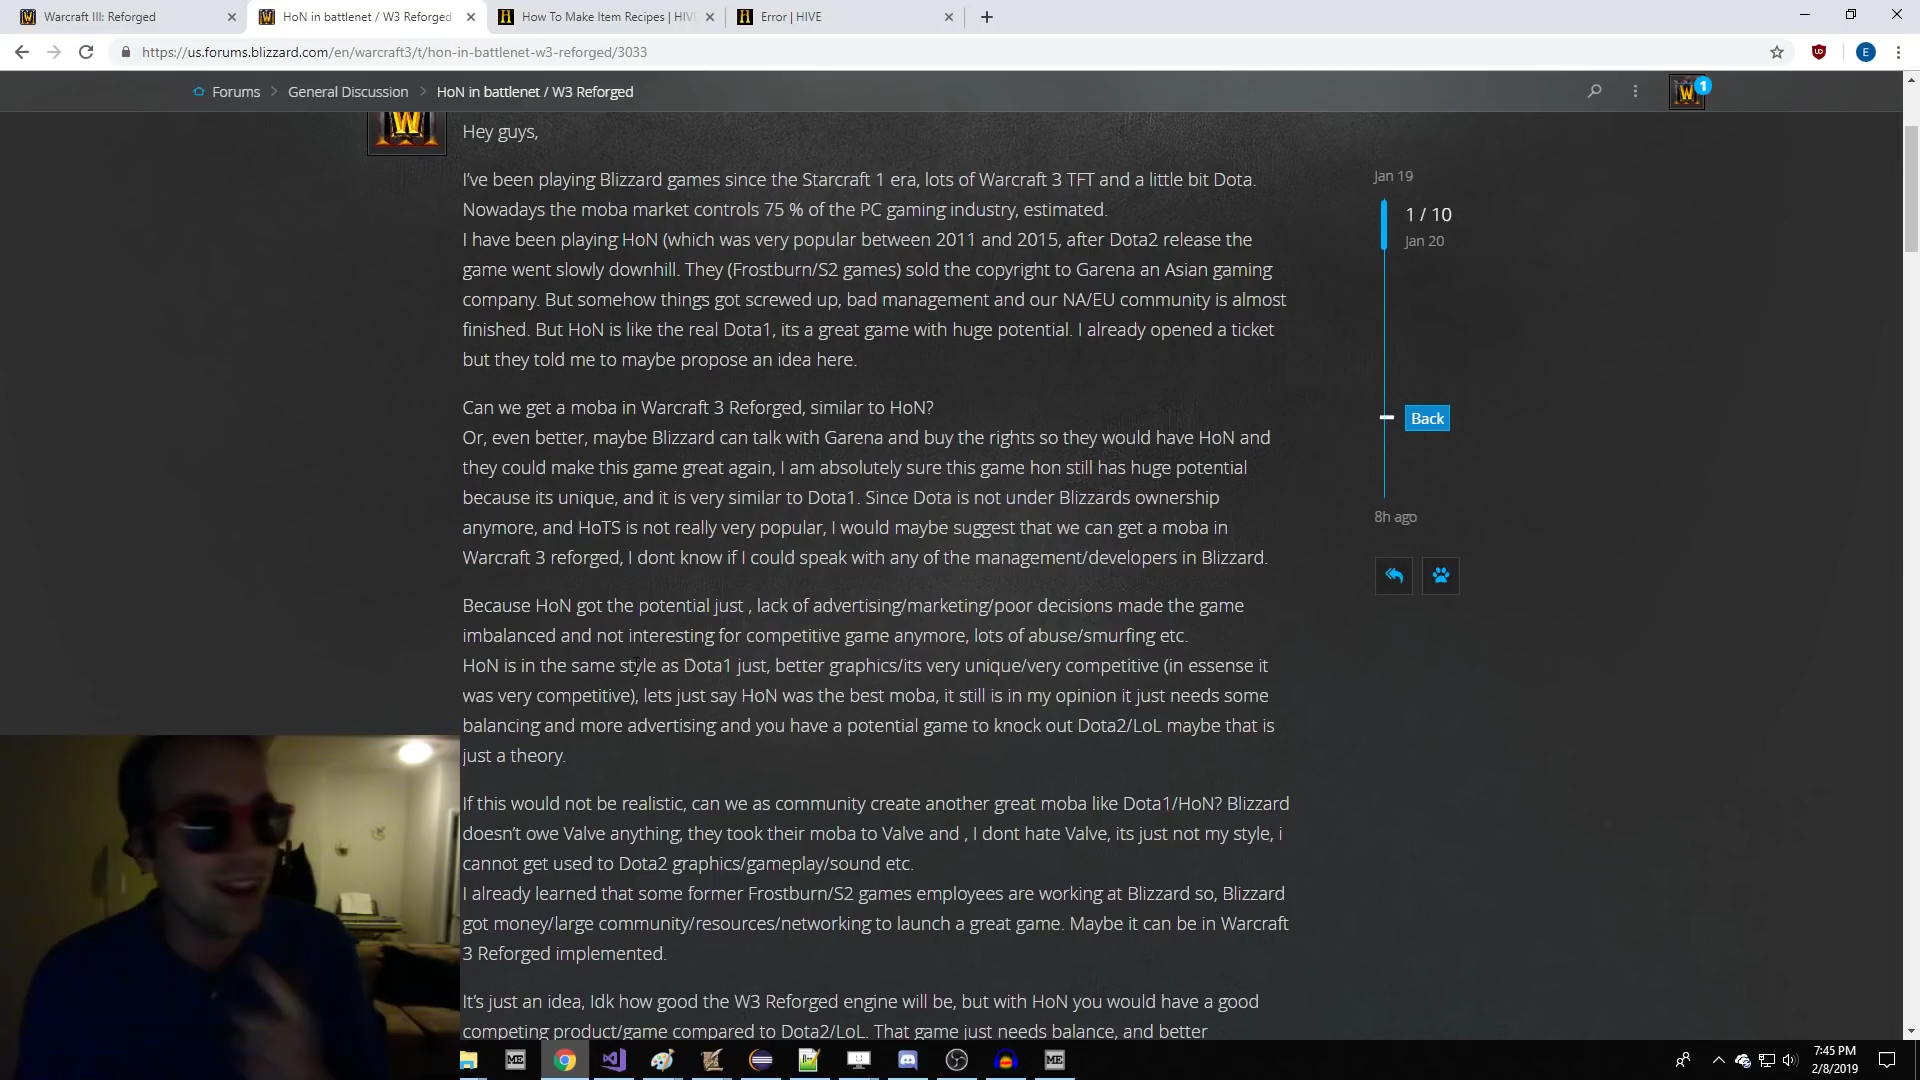 Warcraft III: Reforged
HoN in battlenet / W3 Reforged
How To Make Item Recipes | HIV
Error | HIVE
https://us.forums.blizzard.com/en/warcraft3/t/hon-in-battlenet-w3-reforged/3033
E
Forums > General Discussion > HoN in battlenet / W3 Reforged
1
Hey guys,
I've been playing Blizzard games since the Starcraft 1 era, lots of Warcraft 3 TFT and a little bit Dota.
Nowadays the moba market controls 75 % of the PC gaming industry, estimated.
I have been playing HoN (which was very popular between 2011 and 2015, after Dota2 release the
game went slowly downhill. They (Frostburn/S2 games) sold the copyright to Garena an Asian gaming
company. But somehow things got screwed up, bad management and our NA/EU community is almost
finished. But HoN is like the real Dota1, its a great game with huge potential. I already opened a ticket
but they told me to maybe propose an idea here.
Can we get a moba in Warcraft 3 Reforged, similar to HoN?
Or, even better, maybe Blizzard can talk with Garena and buy the rights so they would have HoN and
they could make this game great again, I am absolutely sure this game hon still has huge potential
because its unique, and it is very similar to Dota1. Since Dota is not under Blizzards ownership
anymore, and HoTS is not really very popular, I would maybe suggest that we can get a moba in
Warcraft 3 reforged, I dont know if I could speak with any of the management/developers in Blizzard.
Because HoN got the potential just , lack of advertising/marketing/poor decisions made the game
imbalanced and not interesting for competitive game anymore, lots of abuse/smurfing etc.
HoN is in the same style as Dota1 just, better graphics/its very unique/very competitive (in essense it
was very competitive), lets just say HoN was the best moba, it still is in my opinion it just needs some
balancing and more advertising and you have a potential game to knock out Dota2/LoL maybe that is
just a theory.
If this would not be realistic, can we as community create another great moba like Dota1/HoN? Blizzard
doesn't owe Valve anything, they took their moba to Valve and , I dont hate Valve, its just not my style, i
cannot get used to Dota2 graphics/gameplay/sound etc.
I already learned that some former Frostburn/S2 games employees are working at Blizzard so, Blizzard
got money/large community/resources/networking to launch a great game. Maybe it can be in Warcraft
3 Reforged implemented.
It's just an idea, Idk how good the W3 Reforged engine will be, but with HoN you would have a good
competing product/game compared to Dota2/LoL. That game just needs balance, and better
Jan 19
1 / 10
Jan 20
Back
8h ago
ME
ME
7:45 PM
2/8/2019